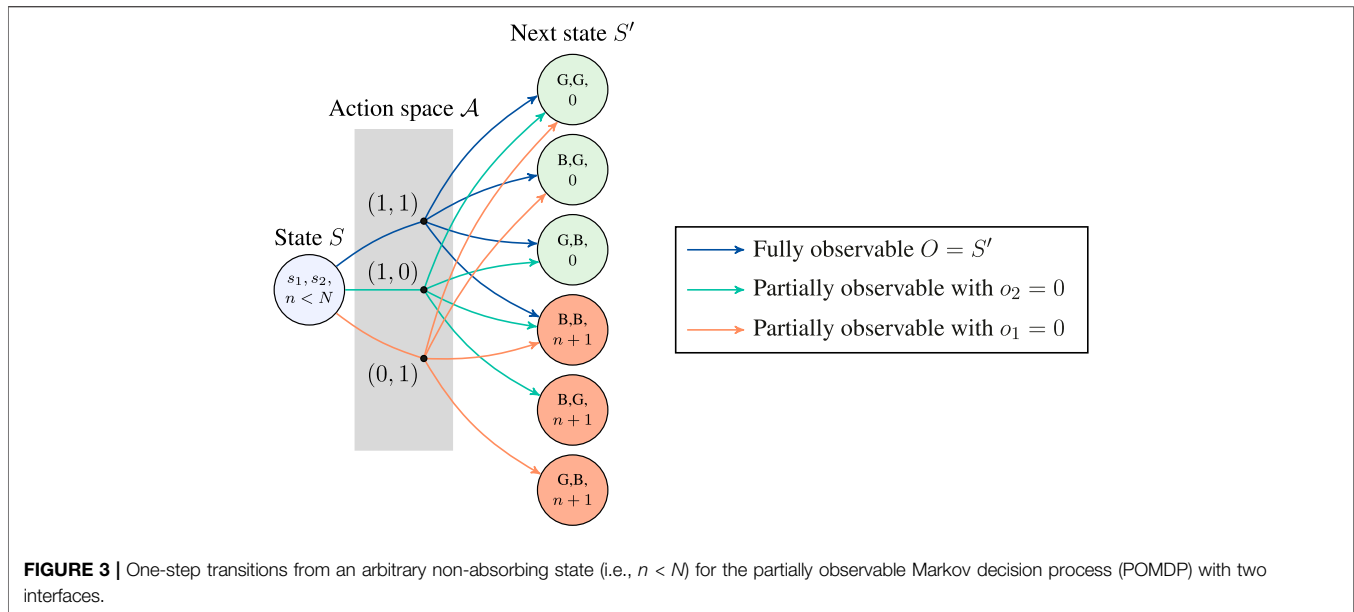 Next state S′
G,G,
0
Action space 𝒜
B,G,
0
(1, 1)
State S
G,B,
0
s₁, s₂,
n < N
(1, 0)
B,B,
n + 1
(0, 1)
B,G,
n + 1
G,B,
n + 1
Fully observable O = S′
Partially observable with o₂ = 0
Partially observable with o₁ = 0
FIGURE 3 | One-step transitions from an arbitrary non-absorbing state (i.e., n < N) for the partially observable Markov decision process (POMDP) with two
interfaces.